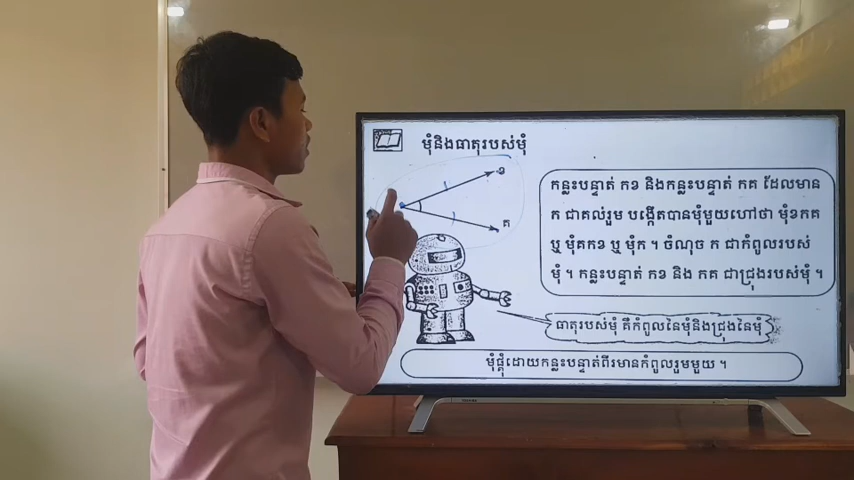 មុំនិងធាតុរបស់មុំ
ខ
គ
កន្លះបន្ទាត់ កខ និងកន្លះបន្ទាត់ កគ ដែលមាន
ក ជាគល់រួម បង្កើតបានមុំមួយហៅថា មុំខកគ
ឬ មុំគកខ ឬ មុំក ។ ចំណុច ក ជាកំពូលរបស់
មុំ ។ កន្លះបន្ទាត់ កខ និង កគ ជាជ្រុងរបស់មុំ ។
ធាតុរបស់មុំ គឺកំពូលនៃមុំនិងជ្រុងនៃមុំ
មុំផ្គុំដោយកន្លះបន្ទាត់ពីរមានកំពូលរួមមួយ ។